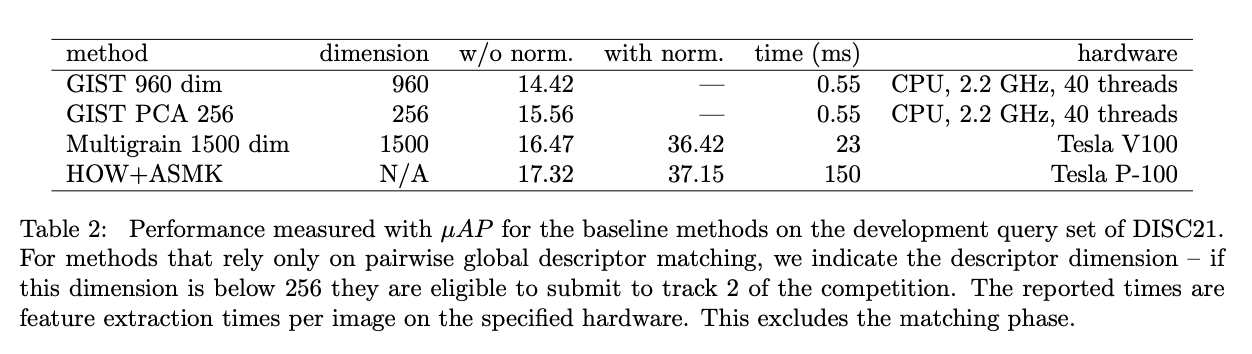 method dimension w/o norm. with norm. time (ms) hardware
GIST 960 dim 960 14.42 — 0.55 CPU, 2.2 GHz, 40 threads
GIST PCA 256 256 15.56 — 0.55 CPU, 2.2 GHz, 40 threads
Multigrain 1500 dim 1500 16.47 36.42 23 Tesla V100
HOW+ASMK N/A 17.32 37.15 150 Tesla P-100
Table 2: Performance measured with μAP for the baseline methods on the development query set of DISC21.
For methods that rely only on pairwise global descriptor matching, we indicate the descriptor dimension – if
this dimension is below 256 they are eligible to submit to track 2 of the competition. The reported times are
feature extraction times per image on the specified hardware. This excludes the matching phase.